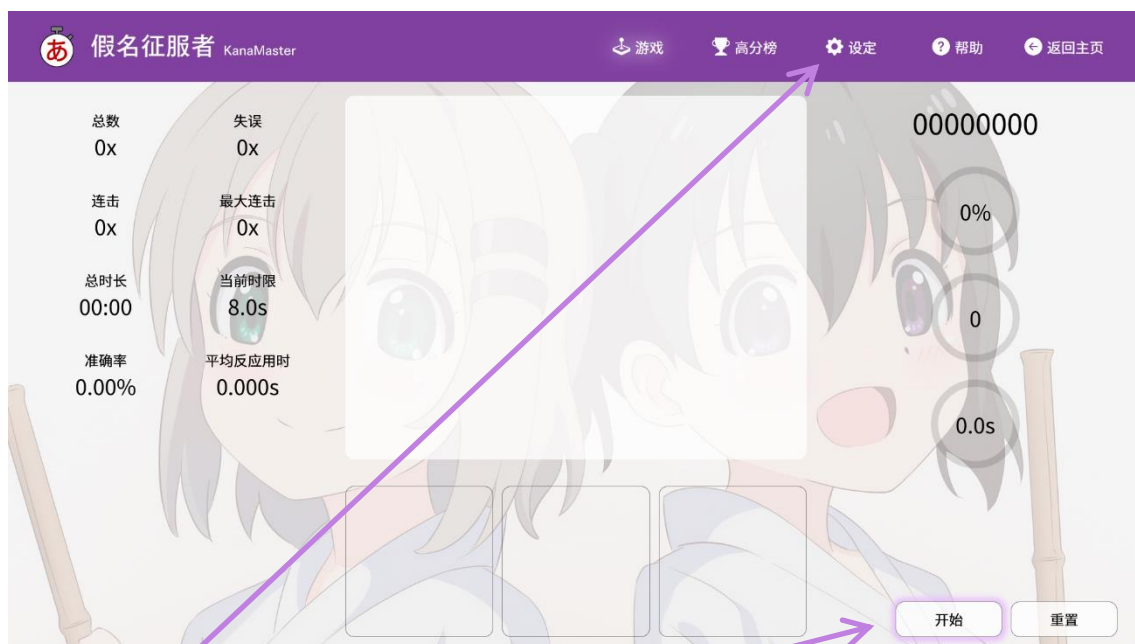 あ 假名征服者 KanaMaster 游戏 高分榜 设定 ? 帮助 返回主页
总数 失误
0x 0x
连击 最大连击
0x 0x
总时长 当前时限
00:00 8.0s
准确率 平均反应用时
0.00% 0.000s
00000000
0%
0
0.0s
开始 重置